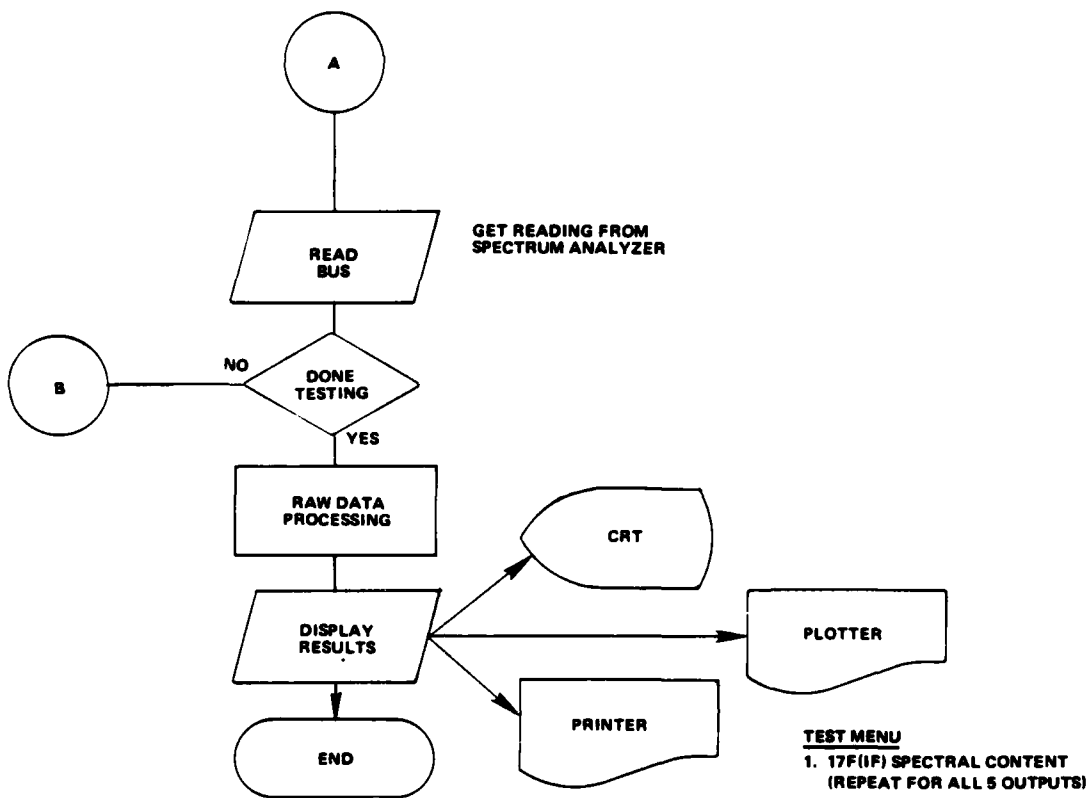 A
READ
BUS
GET READING FROM
SPECTRUM ANALYZER
B
NO
DONE
TESTING
YES
RAW DATA
PROCESSING
CRT
DISPLAY
RESULTS
PLOTTER
PRINTER
END
TEST MENU
1. 17F(IF) SPECTRAL CONTENT
(REPEAT FOR ALL 5 OUTPUTS)